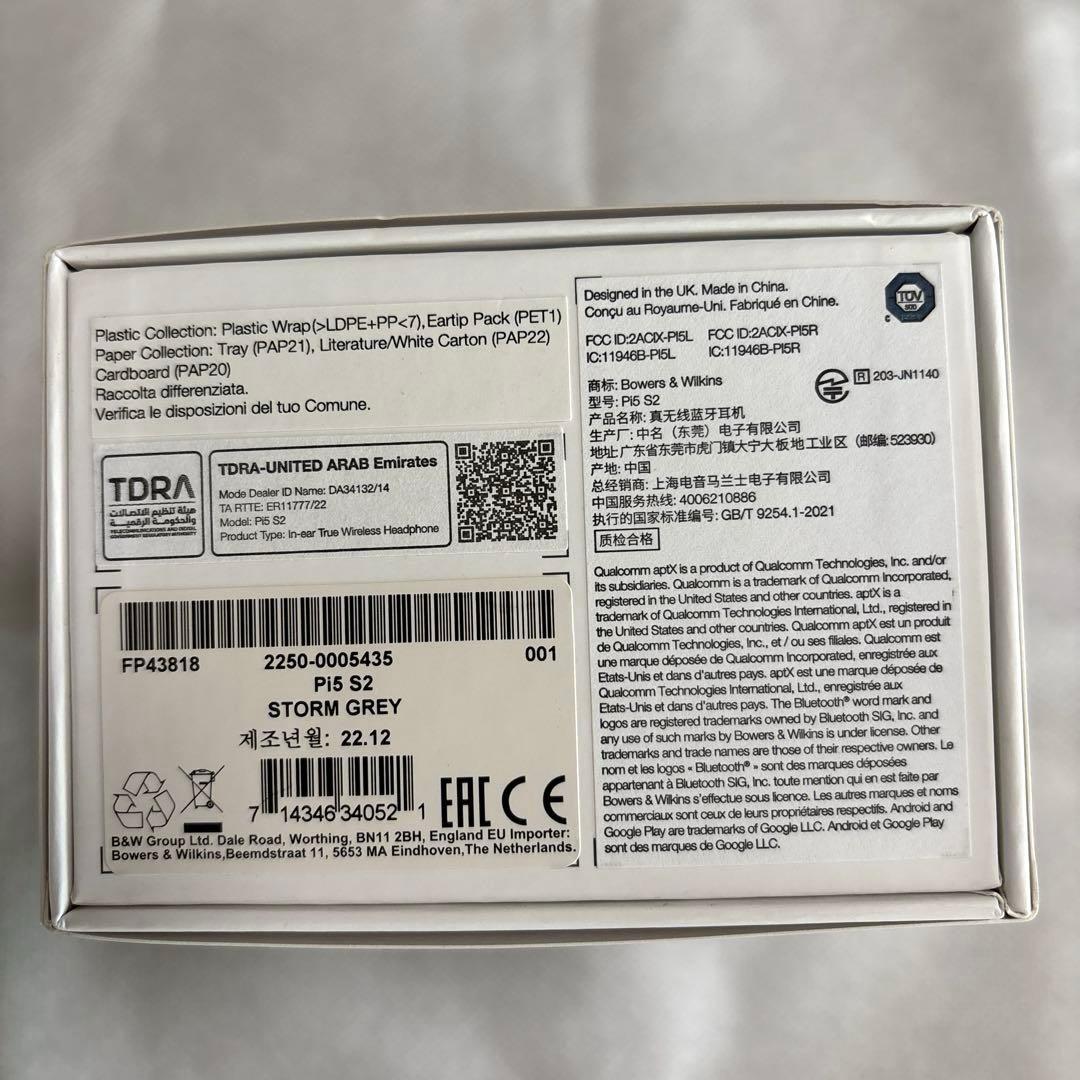 Plastic Collection: Plastic Wrap(>LDPE+PP<7), Eartip Pack (PET1)
Paper Collection: Tray (PAP21), Literature/White Carton (PAP22)
Cardboard (PAP20)
Raccolta differenziata.
Verifica le disposizioni del tuo Comune.
TDRA
هيئة تنظيم الاتصالات
والحكومة الرقمية
TELECOMMUNICATIONS AND DIGITAL
GOVERNMENT REGULATORY AUTHORITY
TDRA-UNITED ARAB Emirates
Mode Dealer ID Name: DA34132/14
TA RTTE: ER11777/22
Model: Pi5 S2
Product Type: In-ear True Wireless Headphone
FP43818 2250-0005435 001
Pi5 S2
STORM GREY
제조년월: 22.12
7 14346 34052 1
EAC CE
B&W Group Ltd. Dale Road, Worthing, BN11 2BH, England EU Importer:
Bowers & Wilkins,Beemdstraat 11, 5653 MA Eindhoven,The Netherlands.
Designed in the UK. Made in China.
Conçu au Royaume-Uni. Fabriqué en Chine.
TÜV
SÜD
c
FCC ID:2ACIX-PI5L FCC ID:2ACIX-PI5R
IC:11946B-PI5L IC:11946B-PI5R
R 203-JN1140
商标: Bowers & Wilkins
型号: Pi5 S2
产品名称: 真无线蓝牙耳机
生产厂: 中名（东莞）电子有限公司
地址: 广东省东莞市虎门镇大宁大板地工业区（邮编:523930)
产地: 中国
总经销商: 上海电音马兰士电子有限公司
中国服务热线: 4006210886
执行的国家标准编号: GB/T 9254.1-2021
质检合格
Qualcomm aptX is a product of Qualcomm Technologies, Inc. and/or
its subsidiaries. Qualcomm is a trademark of Qualcomm Incorporated,
registered in the United States and other countries. aptX is a
trademark of Qualcomm Technologies International, Ltd., registered in
the United States and other countries. Qualcomm aptX est un produit
de Qualcomm Technologies, Inc., et / ou ses filiales. Qualcomm est
une marque déposée de Qualcomm Incorporated, enregistrée aux
Etats-Unis et dans d'autres pays. aptX est une marque déposée de
Qualcomm Technologies International, Ltd., enregistrée aux
Etats-Unis et dans d'autres pays. The Bluetooth® word mark and
logos are registered trademarks owned by Bluetooth SIG, Inc. and
any use of such marks by Bowers & Wilkins is under license. Other
trademarks and trade names are those of their respective owners. Le
nom et les logos « Bluetooth® » sont des marques déposées
appartenant à Bluetooth SIG, Inc. toute mention qui en est faite par
Bowers & Wilkins s'effectue sous licence. Les autres marques et noms
commerciaux sont ceux de leurs propriétaires respectifs. Android and
Google Play are trademarks of Google LLC. Android et Google Play
sont des marques de Google LLC.